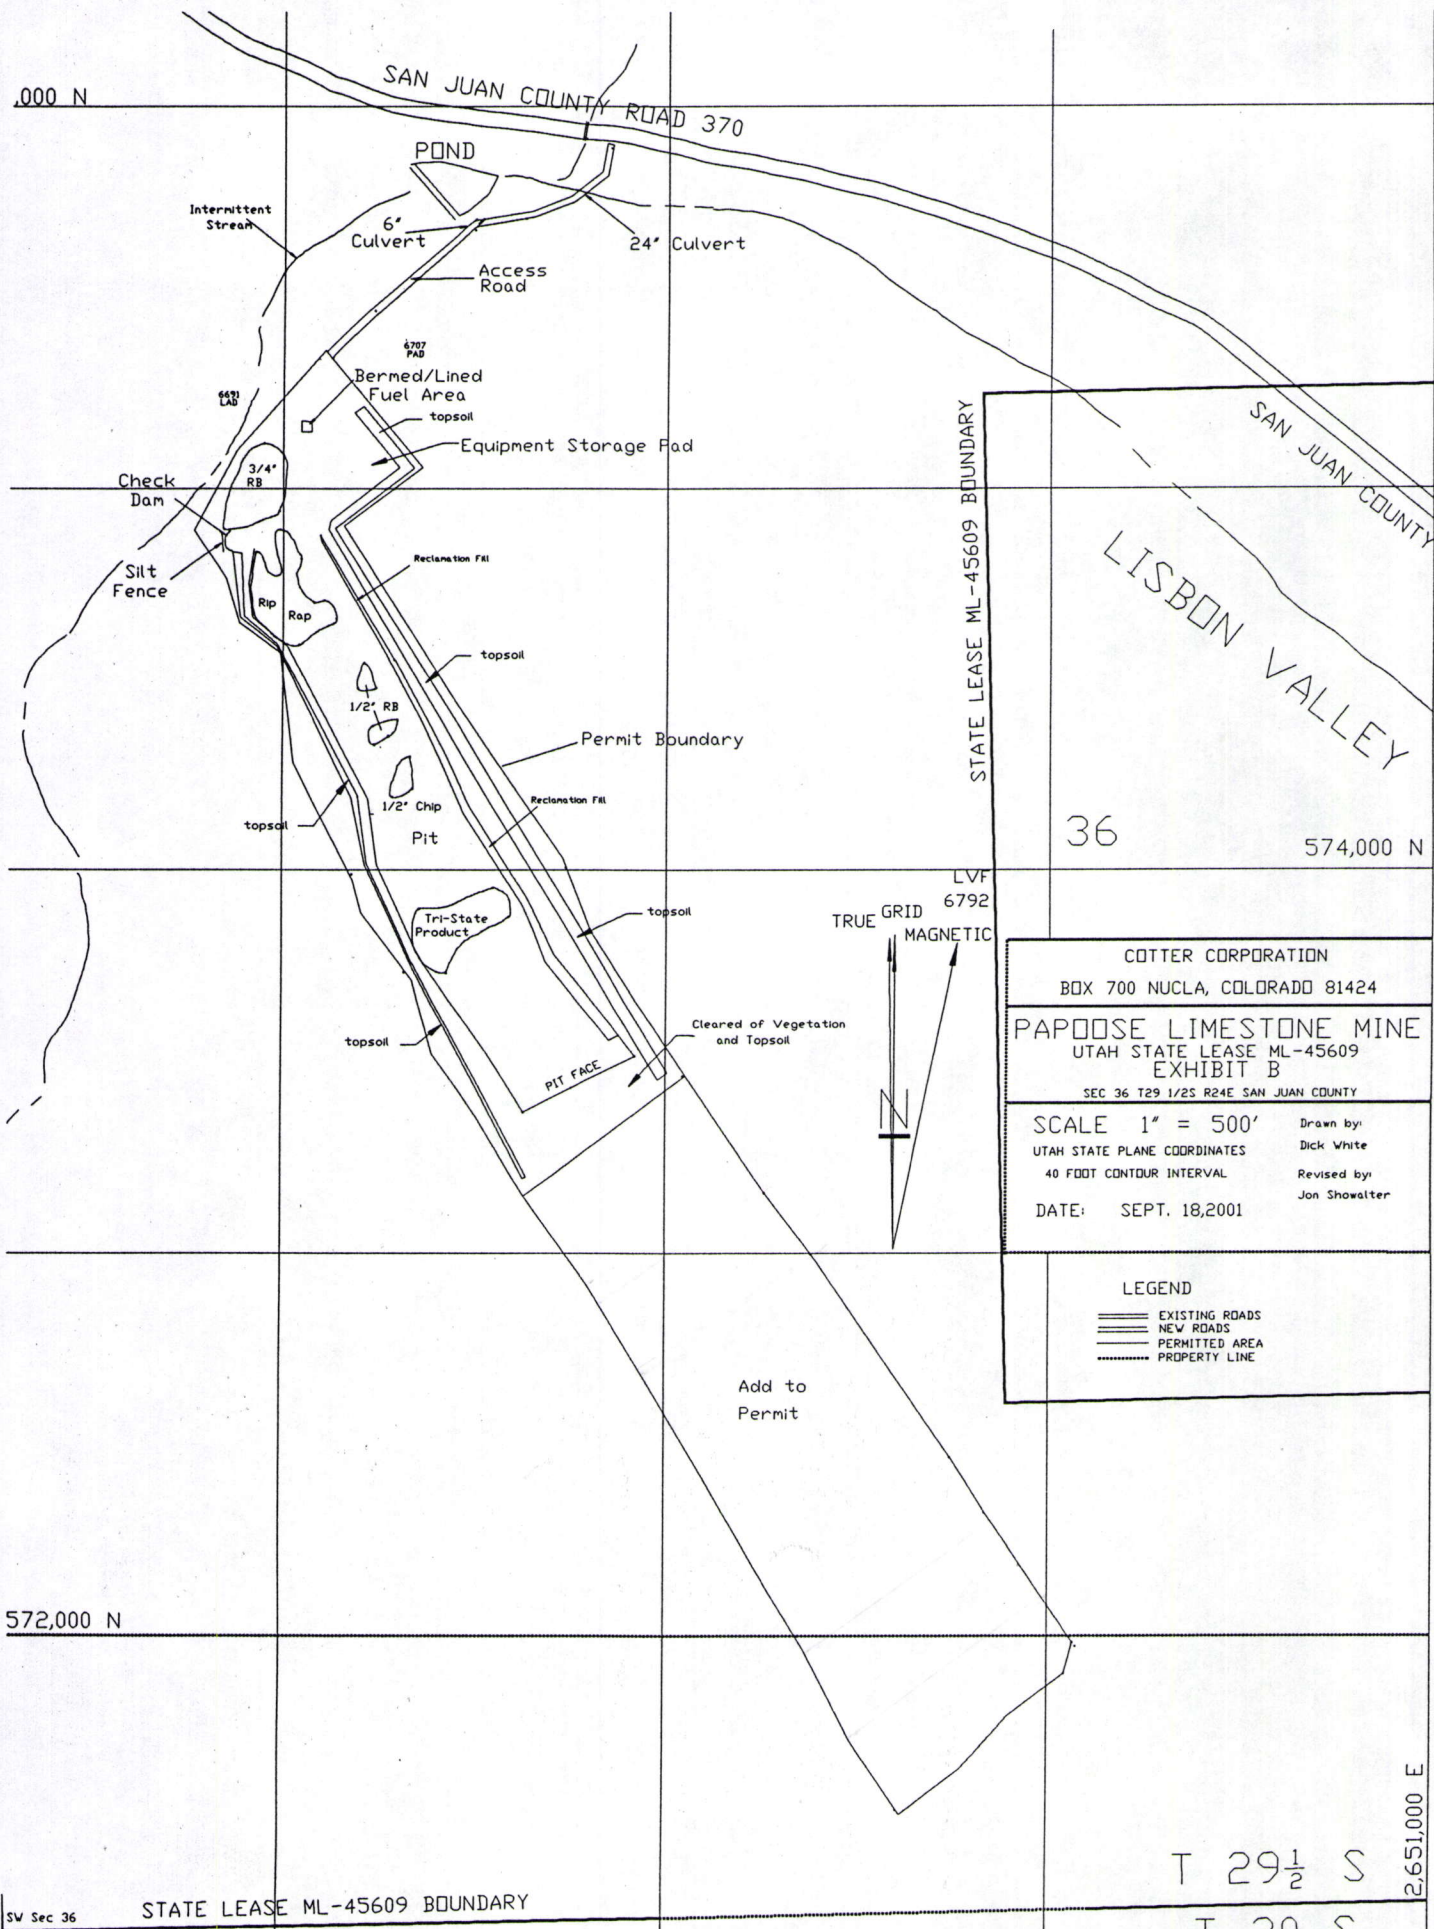 ,000 N
SAN JUAN COUNTY ROAD 370
POND
Intermittent
Stream
6" Culvert
24" Culvert
Access
Road
6707
PAD
Bermed/Lined
Fuel Area
6691
LAD
topsoil
Equipment Storage Pad
3/4"
RB
Check
Dam
Silt
Fence
Reclamation Fill
Rip Rap
topsoil
1/2" RB
Permit Boundary
1/2" Chip
Reclamation Fill
topsoil
Pit
Tri-State
Product
topsoil
topsoil
Cleared of Vegetation
and Topsoil
PIT FACE
STATE LEASE ML-45609 BOUNDARY
SAN JUAN COUNTY
LISBON VALLEY
36
574,000 N
LVF
6792
TRUE GRID
MAGNETIC
N
COTTER CORPORATION
BOX 700 NUCLA, COLORADO 81424
PAPOOSE LIMESTONE MINE
UTAH STATE LEASE ML-45609
EXHIBIT B
SEC 36 T29 1/2S R24E SAN JUAN COUNTY
SCALE 1" = 500'
UTAH STATE PLANE COORDINATES
40 FOOT CONTOUR INTERVAL
DATE: SEPT. 18,2001
Drawn by:
Dick White
Revised by:
Jon Showalter
LEGEND
EXISTING ROADS
NEW ROADS
PERMITTED AREA
PROPERTY LINE
Add to
Permit
572,000 N
2,651,000 E
T 29½ S
SW Sec 36
STATE LEASE ML-45609 BOUNDARY